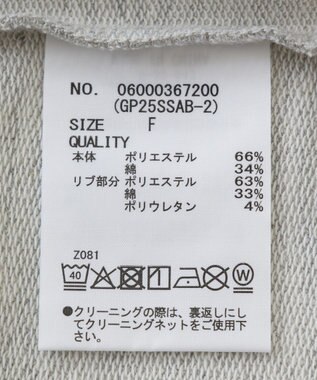 NO. 06000367200
(GP25SSAB-2)
SIZE F
QUALITY
本体 ポリエステル 66%
綿 34%
リブ部分 ポリエステル 63%
綿 33%
ポリウレタン 4%
Z081
40 W
●クリーニングの際は、裏返しにし
てクリーニングネットをご使用下
さい。